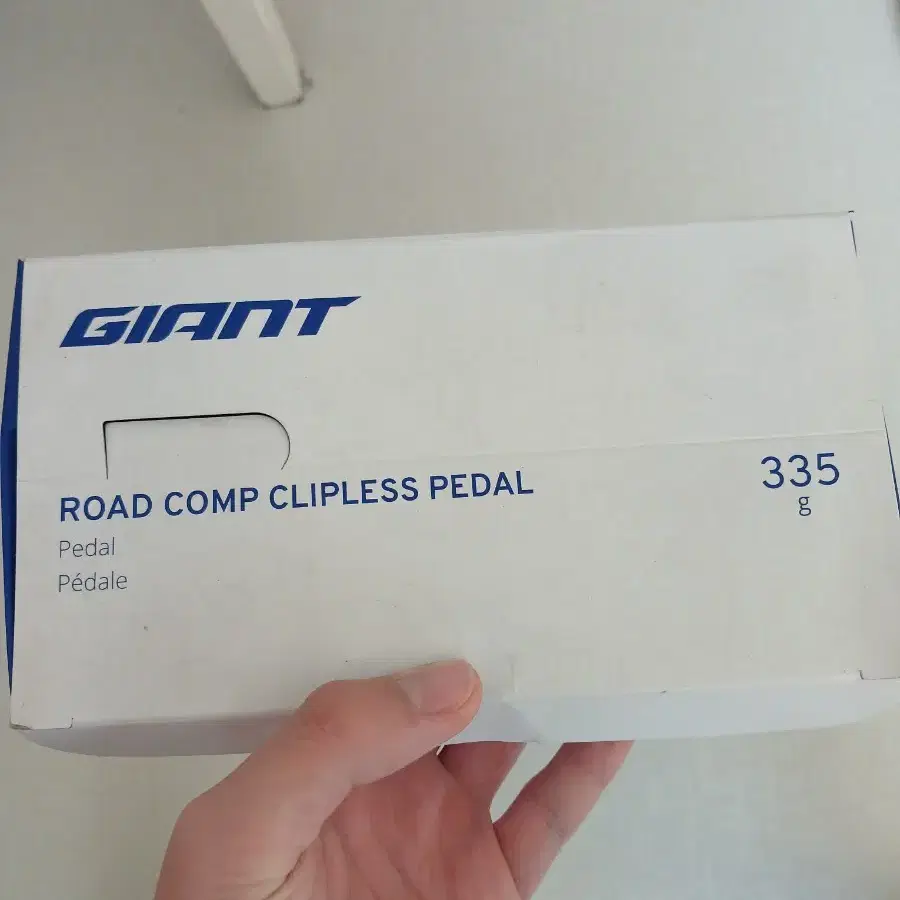 GIANT
ROAD COMP CLIPLESS PEDAL
335
g
Pedal
Pédale